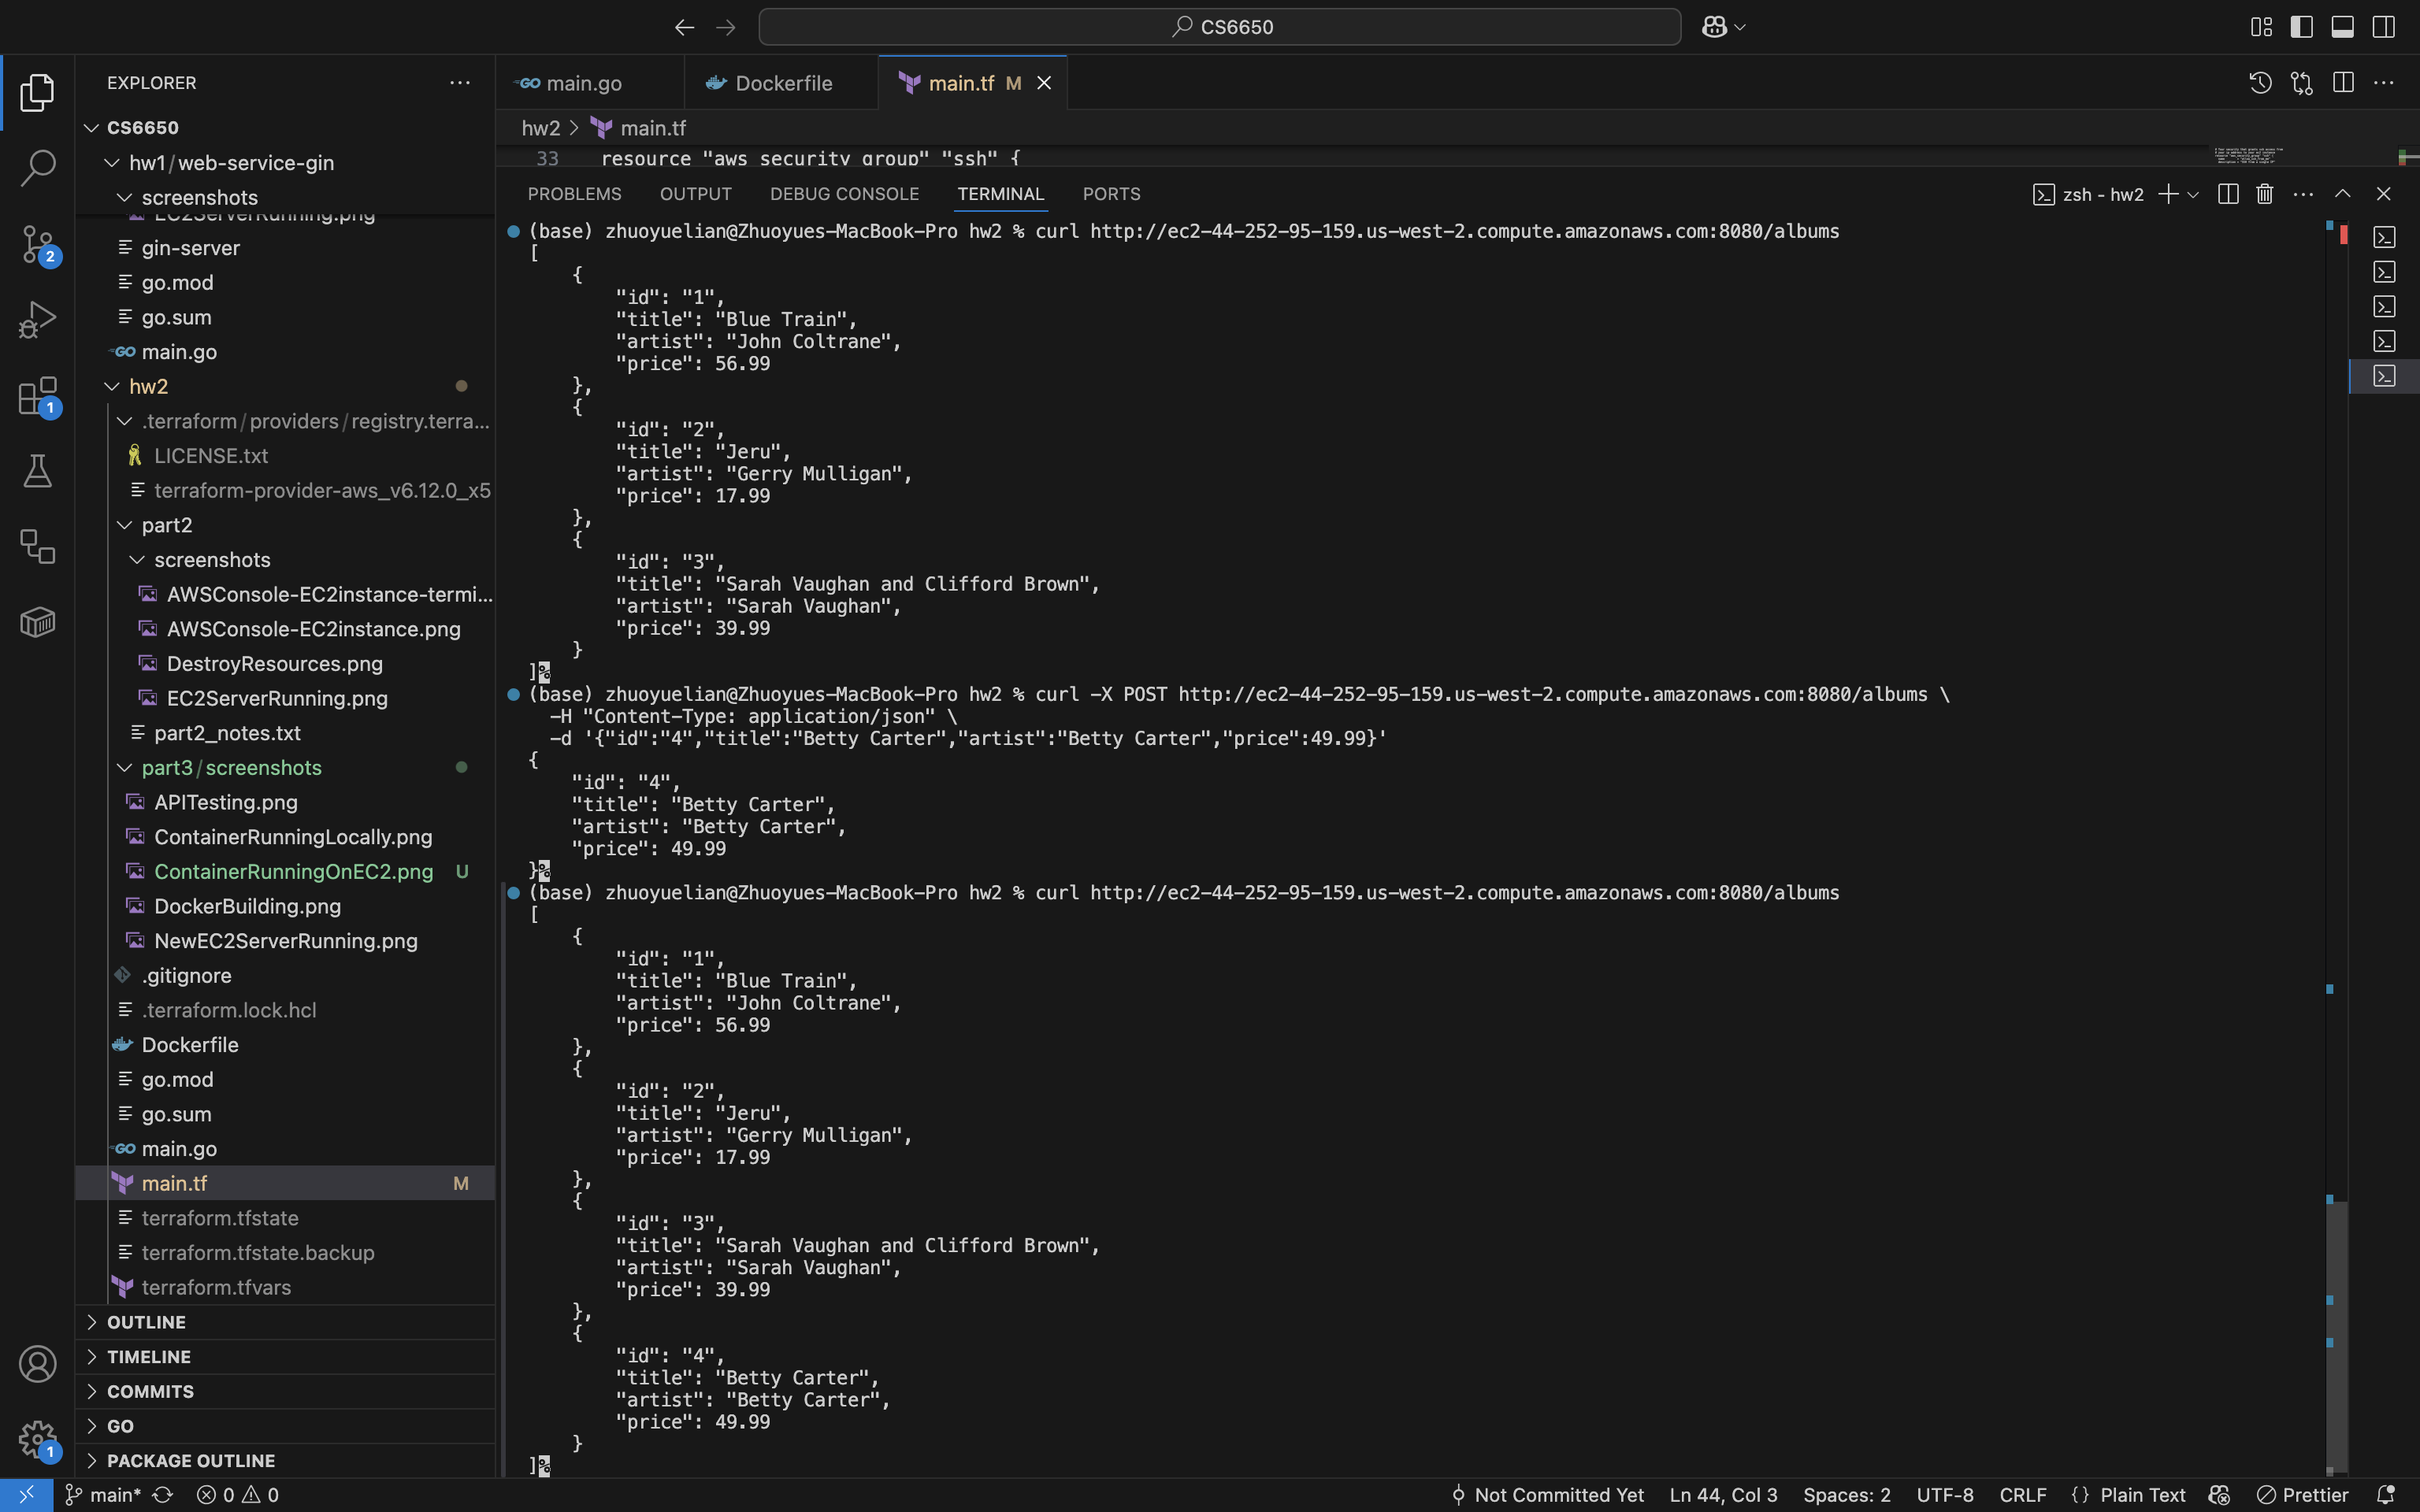 CS6650
EXPLORER
CS6650
hw1/web-service-gin
screenshots
EC2ServerRunning.png
gin-server
go.mod
go.sum
main.go
hw2
.terraform/providers/registry.terra...
LICENSE.txt
terraform-provider-aws_v6.12.0_x5
part2
screenshots
AWSConsole-EC2instance-termi...
AWSConsole-EC2instance.png
DestroyResources.png
EC2ServerRunning.png
part2_notes.txt
part3/screenshots
APITesting.png
ContainerRunningLocally.png
ContainerRunningOnEC2.png U
DockerBuilding.png
NewEC2ServerRunning.png
.gitignore
.terraform.lock.hcl
Dockerfile
go.mod
go.sum
main.go
main.tf M
terraform.tfstate
terraform.tfstate.backup
terraform.tfvars
OUTLINE
TIMELINE
COMMITS
GO
PACKAGE OUTLINE
2
1
1
main.go Dockerfile main.tf M
hw2 > main.tf
33 resource "aws_security_group" "ssh" {
PROBLEMS OUTPUT DEBUG CONSOLE TERMINAL PORTS
zsh - hw2
(base) zhuoyuelian@Zhuoyues-MacBook-Pro hw2 % curl http://ec2-44-252-95-159.us-west-2.compute.amazonaws.com:8080/albums
[
{
"id": "1",
"title": "Blue Train",
"artist": "John Coltrane",
"price": 56.99
},
{
"id": "2",
"title": "Jeru",
"artist": "Gerry Mulligan",
"price": 17.99
},
{
"id": "3",
"title": "Sarah Vaughan and Clifford Brown",
"artist": "Sarah Vaughan",
"price": 39.99
}
]%
(base) zhuoyuelian@Zhuoyues-MacBook-Pro hw2 % curl -X POST http://ec2-44-252-95-159.us-west-2.compute.amazonaws.com:8080/albums \
-H "Content-Type: application/json" \
-d '{"id":"4","title":"Betty Carter","artist":"Betty Carter","price":49.99}'
{
"id": "4",
"title": "Betty Carter",
"artist": "Betty Carter",
"price": 49.99
}%
(base) zhuoyuelian@Zhuoyues-MacBook-Pro hw2 % curl http://ec2-44-252-95-159.us-west-2.compute.amazonaws.com:8080/albums
[
{
"id": "1",
"title": "Blue Train",
"artist": "John Coltrane",
"price": 56.99
},
{
"id": "2",
"title": "Jeru",
"artist": "Gerry Mulligan",
"price": 17.99
},
{
"id": "3",
"title": "Sarah Vaughan and Clifford Brown",
"artist": "Sarah Vaughan",
"price": 39.99
},
{
"id": "4",
"title": "Betty Carter",
"artist": "Betty Carter",
"price": 49.99
}
]%
main* 0 0 Not Committed Yet Ln 44, Col 3 Spaces: 2 UTF-8 CRLF {} Plain Text Prettier